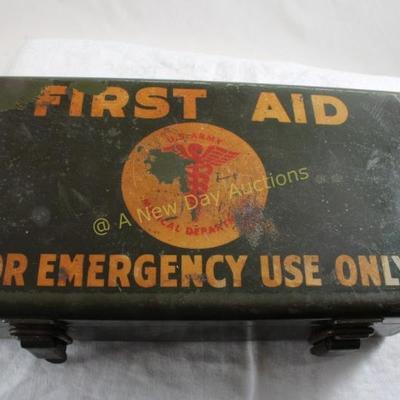 FIRST AID
U.S. ARMY
@ A New Day Auctions
OR EMERGENCY USE ONLY